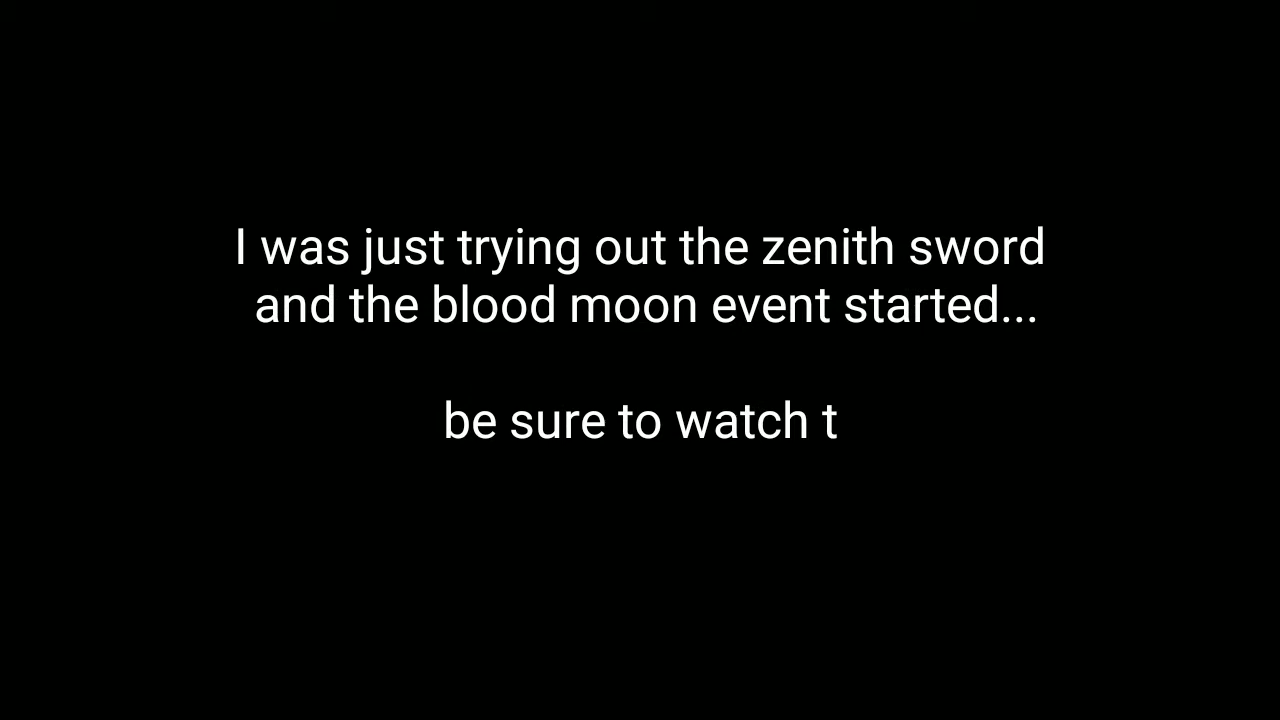 I was just trying out the zenith sword
and the blood moon event started...
be sure to watch t